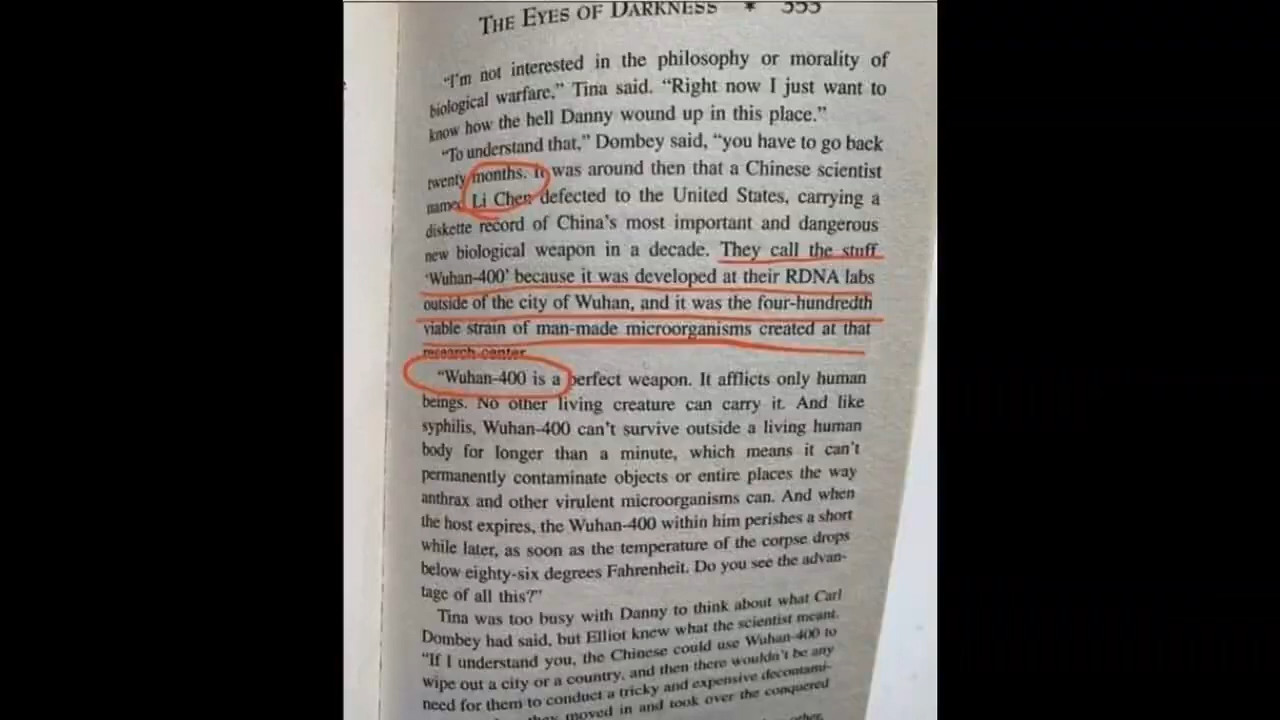 THE EYES OF DARKNESS * 353
"I'm not interested in the philosophy or morality of
biological warfare," Tina said. "Right now I just want to
know how the hell Danny wound up in this place."
"To understand that," Dombey said, "you have to go back
twenty months. It was around then that a Chinese scientist
named Li Chen defected to the United States, carrying a
diskette record of China's most important and dangerous
new biological weapon in a decade. They call the stuff
'Wuhan-400' because it was developed at their RDNA labs
outside of the city of Wuhan, and it was the four-hundredth
viable strain of man-made microorganisms created at that
research center.
"Wuhan-400 is a perfect weapon. It afflicts only human
beings. No other living creature can carry it. And like
syphilis, Wuhan-400 can't survive outside a living human
body for longer than a minute, which means it can't
permanently contaminate objects or entire places the way
anthrax and other virulent microorganisms can. And when
the host expires, the Wuhan-400 within him perishes a short
while later, as soon as the temperature of the corpse drops
below eighty-six degrees Fahrenheit. Do you see the advan-
tage of all this?"
Tina was too busy with Danny to think about what Carl
Dombey had said, but Elliot knew what the scientist meant.
"If I understand you, the Chinese could use Wuhan-400 to
wipe out a city or a country, and then there wouldn't be any
need for them to conduct a tricky and expensive decontami-
they moved in and took over the conquered
other,